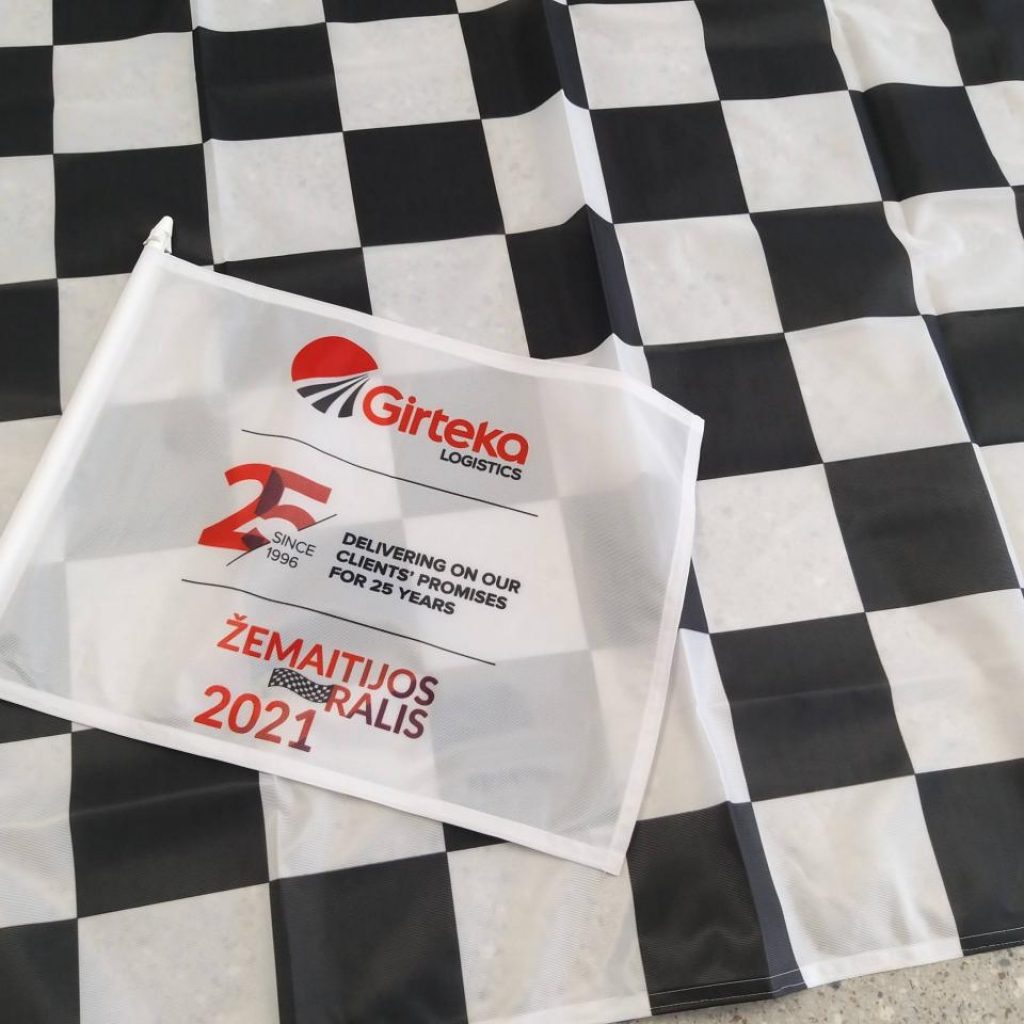 Girteka
LOGISTICS
25
SINCE
1996
DELIVERING ON OUR
CLIENTS' PROMISES
FOR 25 YEARS
ŽEMAITIJOS
RALIS
2021